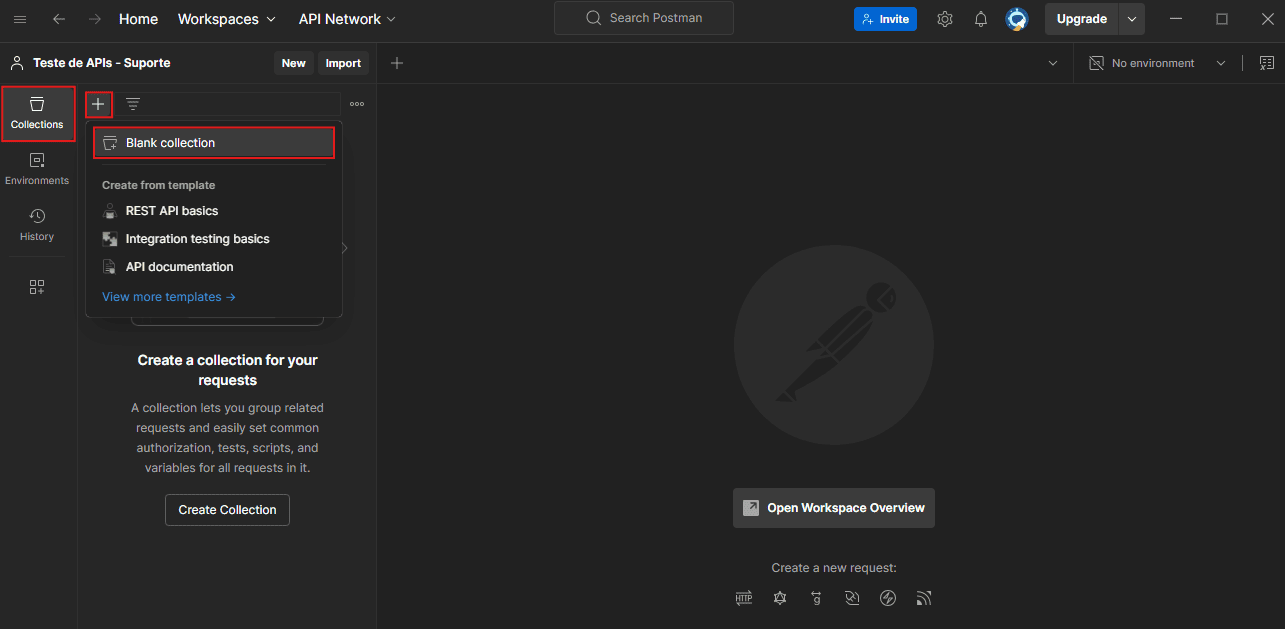 Home Workspaces API Network Search Postman Invite Upgrade
Teste de APIs - Suporte New Import No environment
Collections
Environments
History
Blank collection
Create from template
REST API basics
Integration testing basics
API documentation
View more templates →
Create a collection for your
requests
A collection lets you group related
requests and easily set common
authorization, tests, scripts, and
variables for all requests in it.
Create Collection
Open Workspace Overview
Create a new request:
HTTP
g